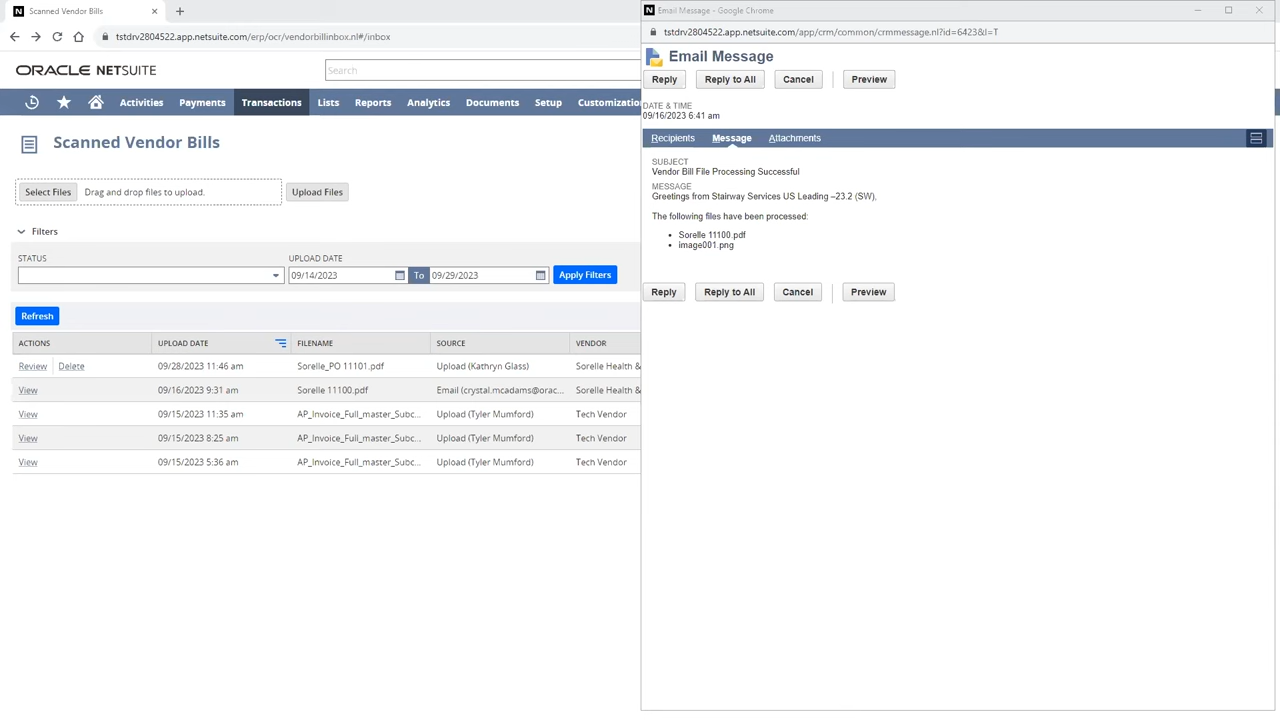 Scanned Vendor Bills
tstdrv2804522.app.netsuite.com/erp/ocr/vendorbillinbox.nl#/inbox
ORACLE NETSUITE
Search
Activities Payments Transactions Lists Reports Analytics Documents Setup Customization
Scanned Vendor Bills
Select Files Drag and drop files to upload. Upload Files
Filters
STATUS UPLOAD DATE
09/14/2023 To 09/29/2023 Apply Filters
Refresh
ACTIONS UPLOAD DATE FILENAME SOURCE VENDOR
Review Delete 09/28/2023 11:46 am Sorelle_PO 11101.pdf Upload (Kathryn Glass) Sorelle Health &
View 09/16/2023 9:31 am Sorelle 11100.pdf Email (crystal.mcadams@orac... Sorelle Health &
View 09/15/2023 11:35 am AP_Invoice_Full_master_Subc... Upload (Tyler Mumford) Tech Vendor
View 09/15/2023 8:25 am AP_Invoice_Full_master_Subc... Upload (Tyler Mumford) Tech Vendor
View 09/15/2023 5:36 am AP_Invoice_Full_master_Subc... Upload (Tyler Mumford) Tech Vendor
Email Message - Google Chrome
tstdrv2804522.app.netsuite.com/app/crm/common/crmmessage.nl?id=6423&l=T
Email Message
Reply Reply to All Cancel Preview
DATE & TIME
09/16/2023 6:41 am
Recipients Message Attachments
SUBJECT
Vendor Bill File Processing Successful
MESSAGE
Greetings from Stairway Services US Leading –23.2 (SW),
The following files have been processed:
• Sorelle 11100.pdf
• image001.png
Reply Reply to All Cancel Preview